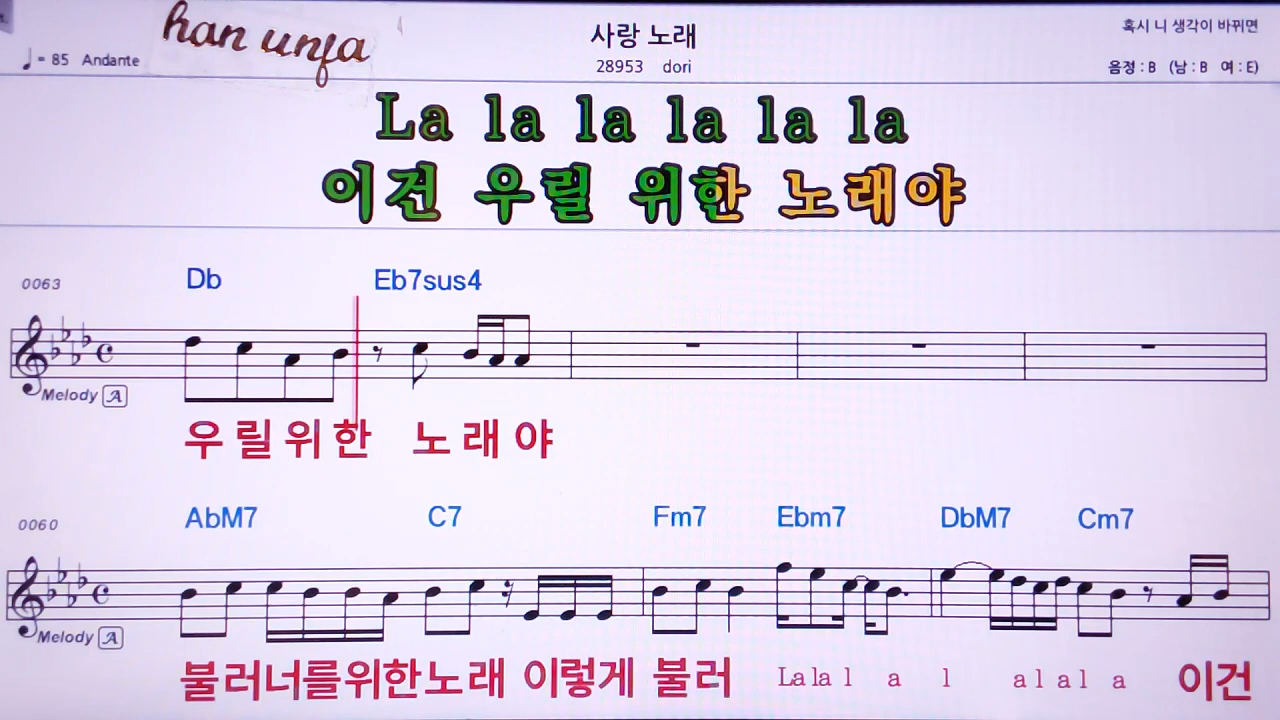 han unja
사랑 노래
혹시 니 생각이 바뀌면
♩= 85 Andante
28953 dori
음정 : B (남 : B 여 : E)
La la la la la la
이건 우릴 위한 노래야
0063 Db Eb7sus4
Melody A
우릴위한 노래야
0060 AbM7 C7 Fm7 Ebm7 DbM7 Cm7
Melody A
불러너를위한노래 이렇게 불러 La la l a l a l a l a 이건